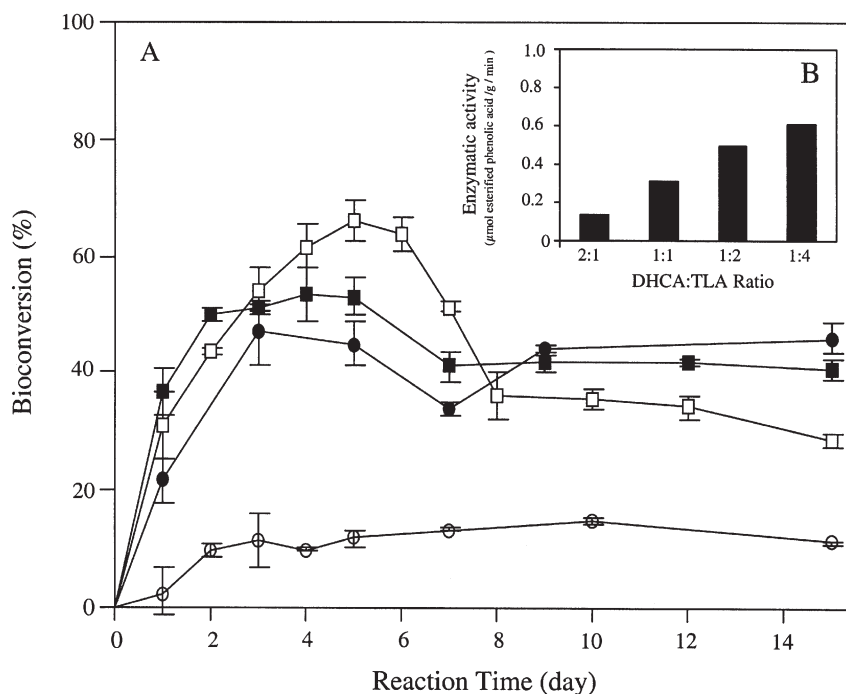 100
80
60
40
20
0
Bioconversion (%)
A
0 2 4 6 8 10 12 14
Reaction Time (day)
B
1.0
0.8
0.6
0.4
0.2
0
Enzymatic activity
(µmol esterified phenolic acid /g / min )
2:1 1:1 1:2 1:4
DHCA:TLA Ratio